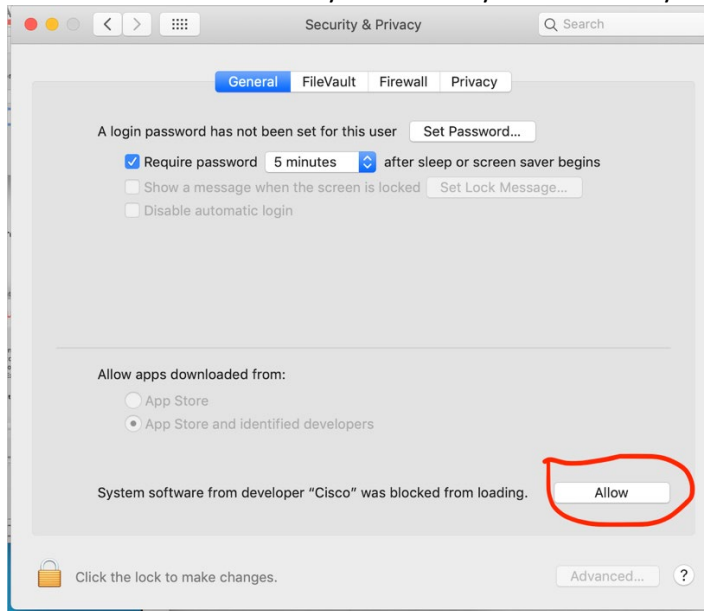 Security & Privacy
Search
General FileVault Firewall Privacy
A login password has not been set for this user Set Password...
Require password 5 minutes after sleep or screen saver begins
Show a message when the screen is locked Set Lock Message...
Disable automatic login
Allow apps downloaded from:
App Store
App Store and identified developers
System software from developer “Cisco” was blocked from loading. Allow
Click the lock to make changes. Advanced... ?